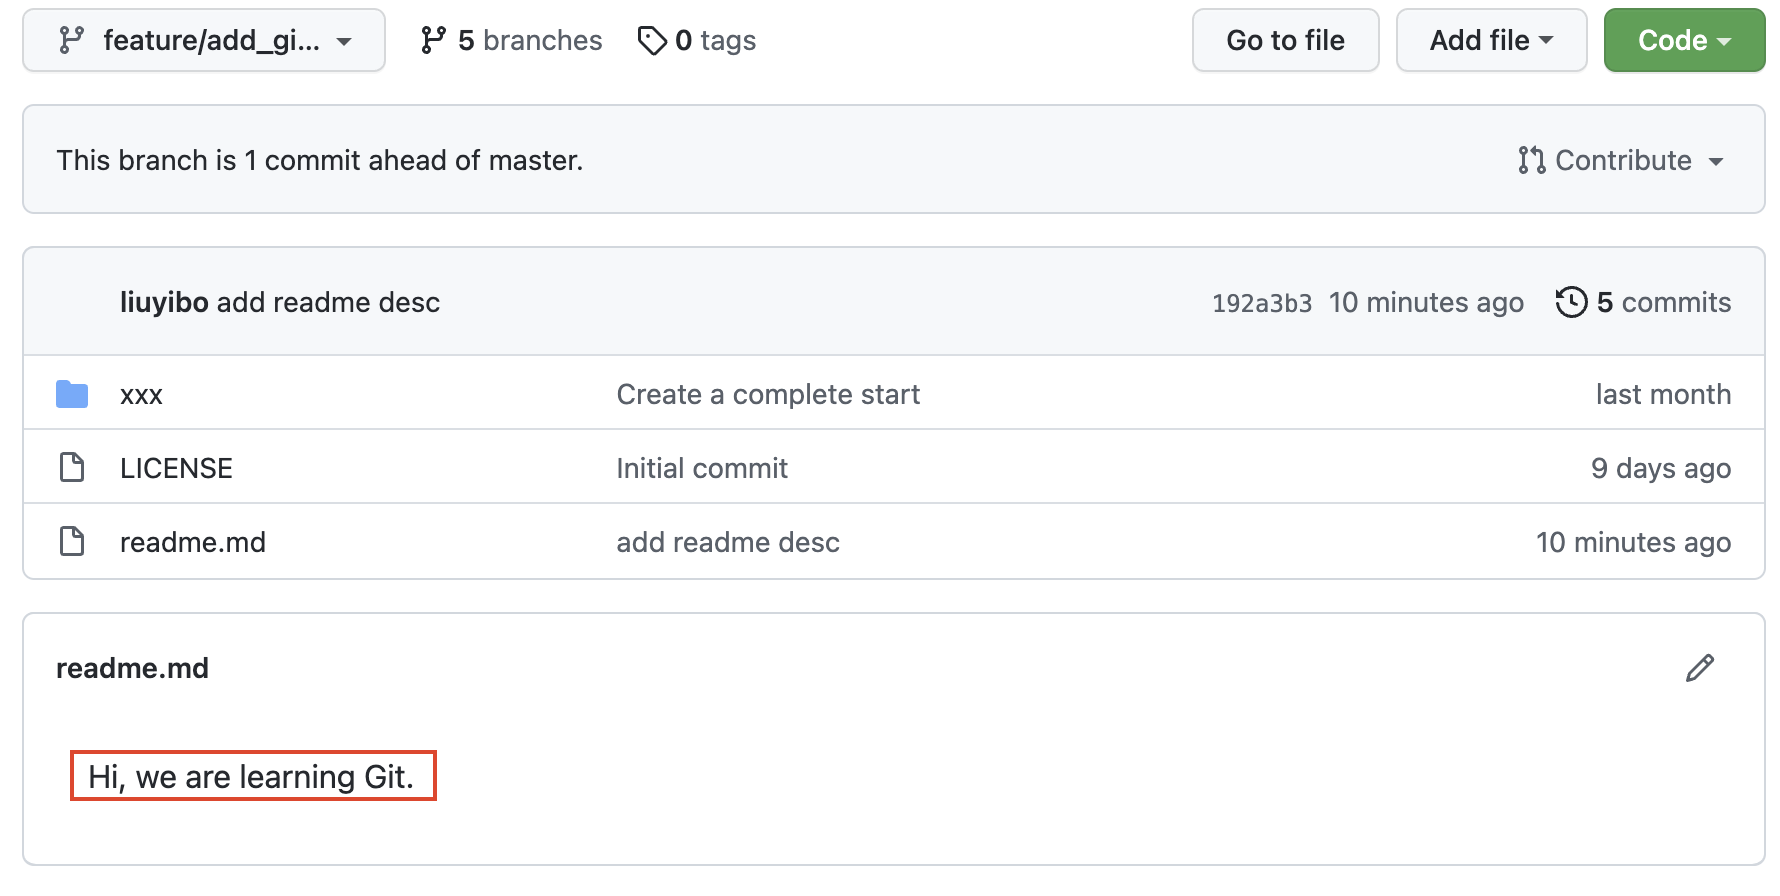 feature/add_gi... 5 branches 0 tags Go to file Add file Code
This branch is 1 commit ahead of master. Contribute
liuyibo add readme desc 192a3b3 10 minutes ago 5 commits
xxx Create a complete start last month
LICENSE Initial commit 9 days ago
readme.md add readme desc 10 minutes ago
readme.md
Hi, we are learning Git.